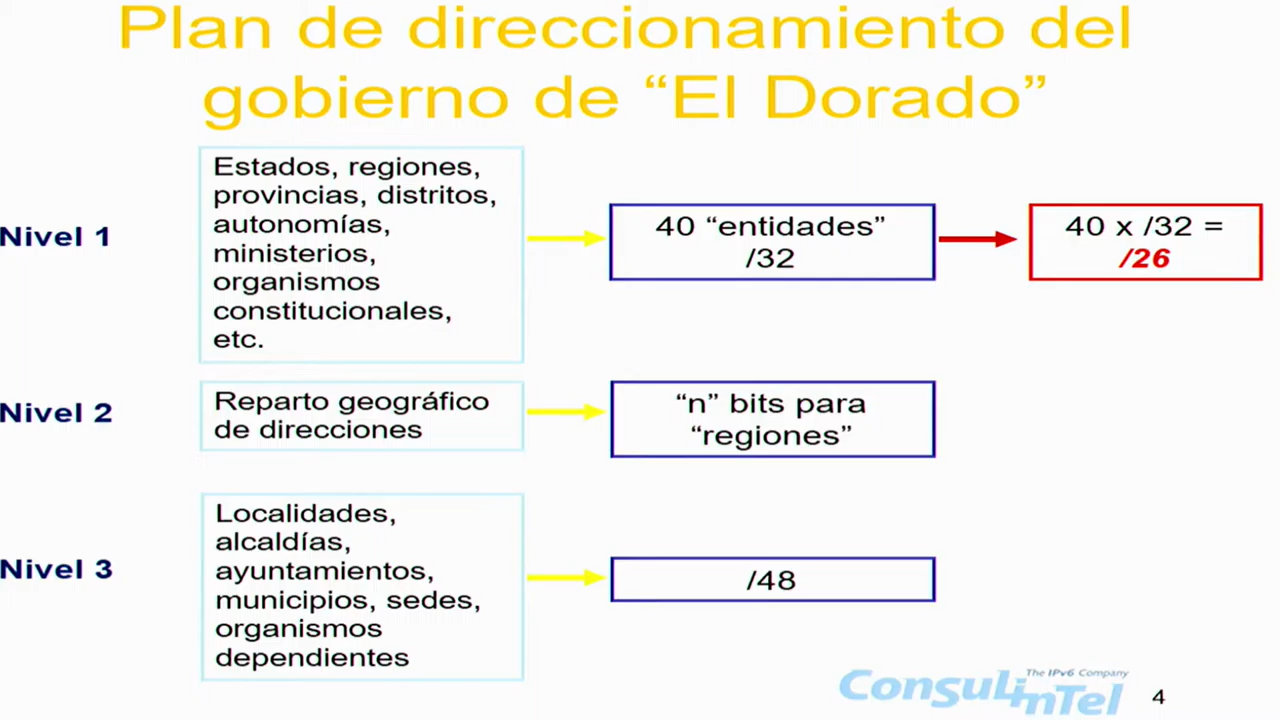 Plan de direccionamiento del
gobierno de “El Dorado”
Nivel 1
Estados, regiones,
provincias, distritos,
autonomías,
ministerios,
organismos
constitucionales,
etc.
40 “entidades”
/32
40 x /32 =
/26
Nivel 2
Reparto geográfico
de direcciones
“n” bits para
“regiones”
Nivel 3
Localidades,
alcaldías,
ayuntamientos,
municipios, sedes,
organismos
dependientes
/48
The IPv6 Company
ConsulinTel
4